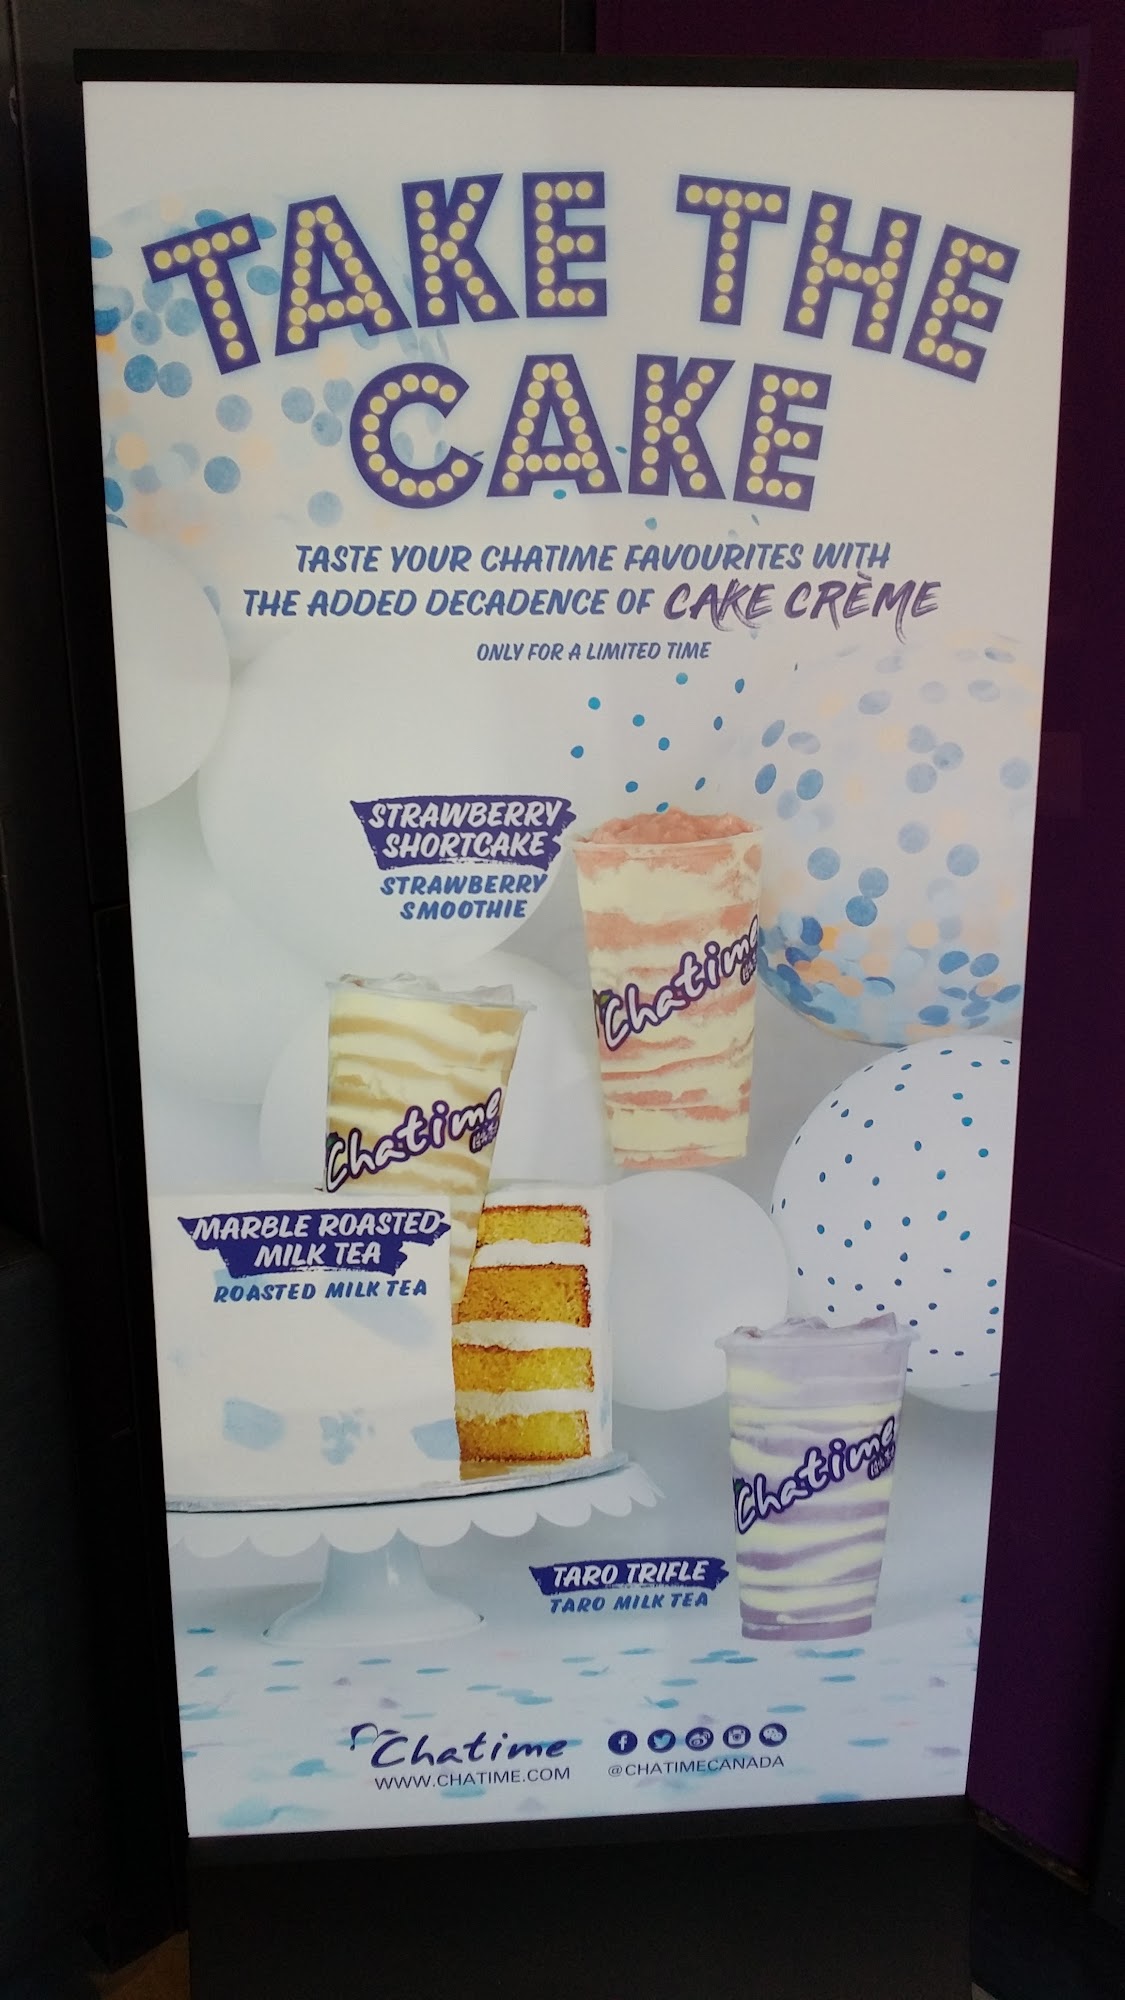 TAKE THE
CAKE
TASTE YOUR CHATIME FAVOURITES WITH
THE ADDED DECADENCE OF CAKE CRÈME
ONLY FOR A LIMITED TIME
STRAWBERRY
SHORTCAKE
STRAWBERRY
SMOOTHIE
Chatime
Chatime
MARBLE ROASTED
MILK TEA
ROASTED MILK TEA
Chatime
TARO TRIFLE
TARO MILK TEA
Chatime
WWW.CHATIME.COM
@CHATIMECANADA